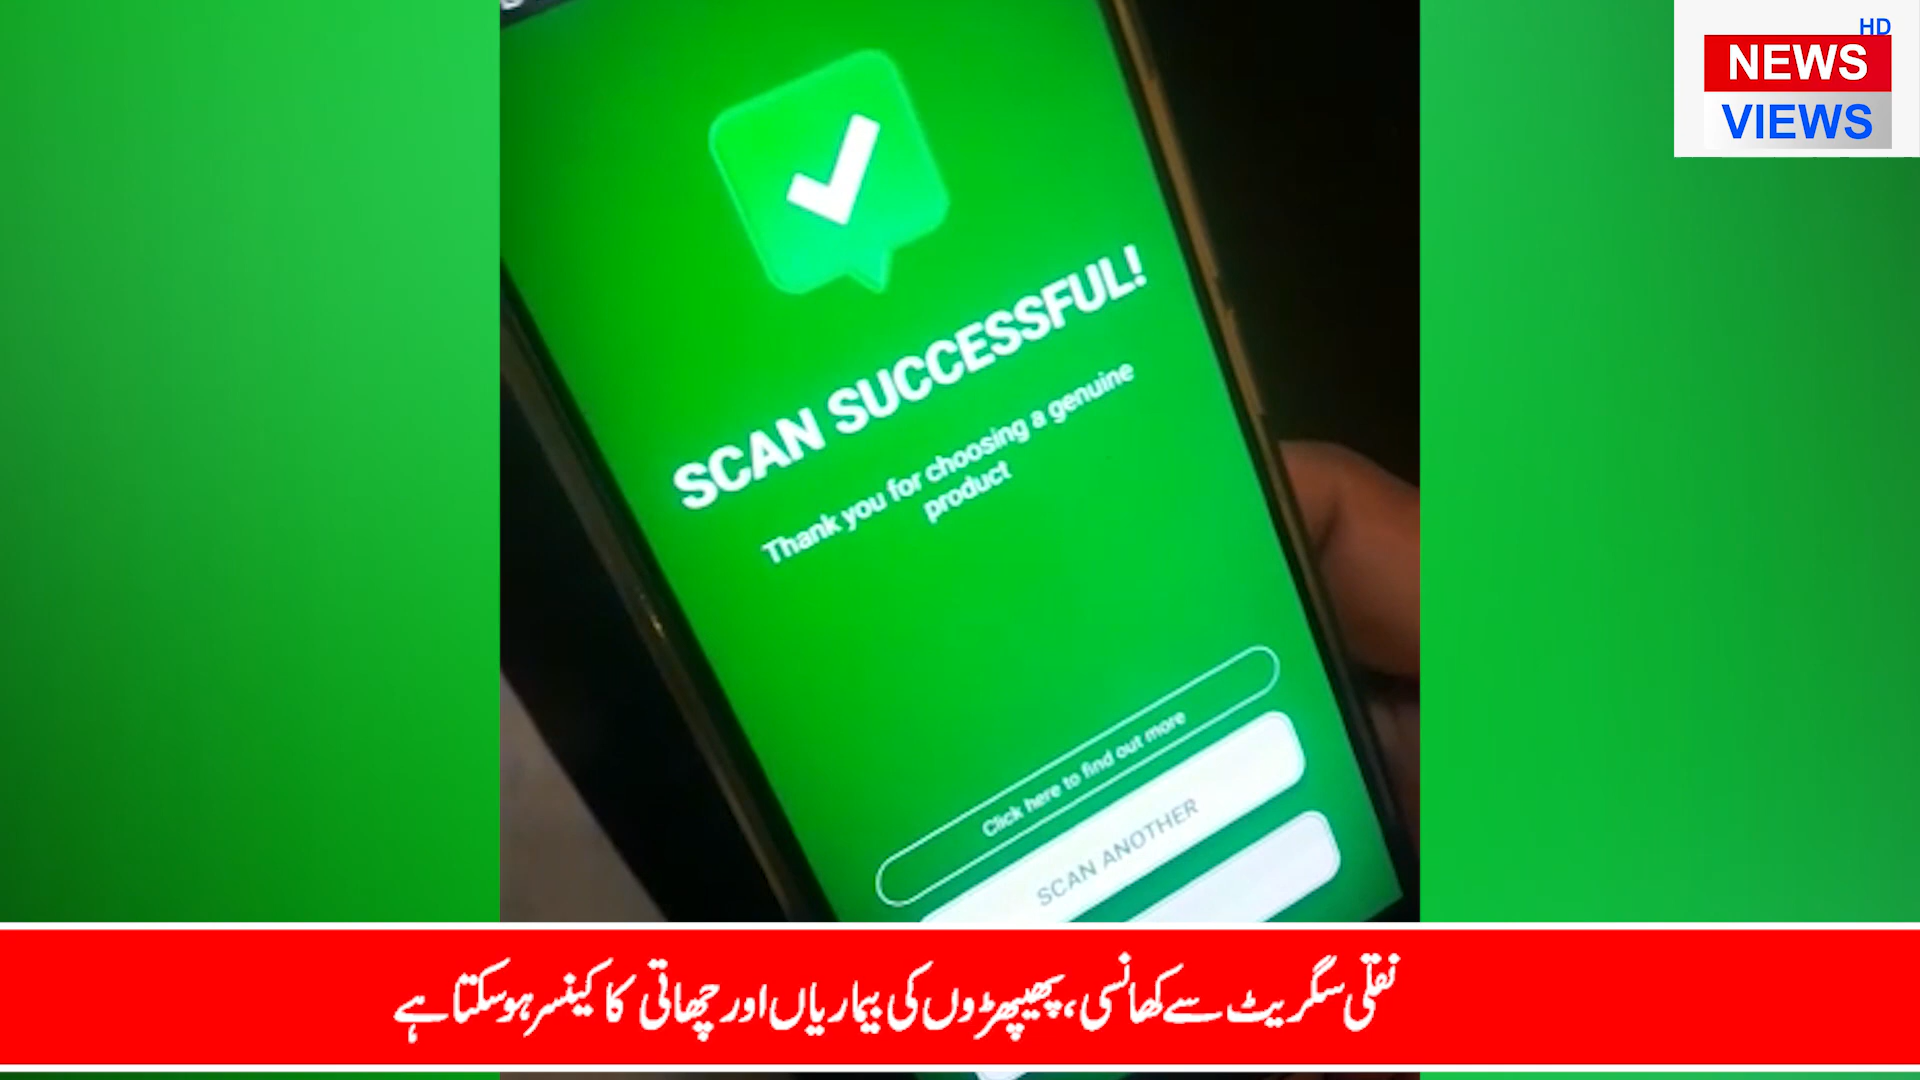 HD
NEWS
VIEWS
SCAN SUCCESSFUL!
Thank you for choosing a genuine
product
Click here to find out more
SCAN ANOTHER
نقلی سگریٹ سے کھانسی، پھیپھڑوں کی بیماریاں اور چھاتی کا کینسر ہو سکتا ہے